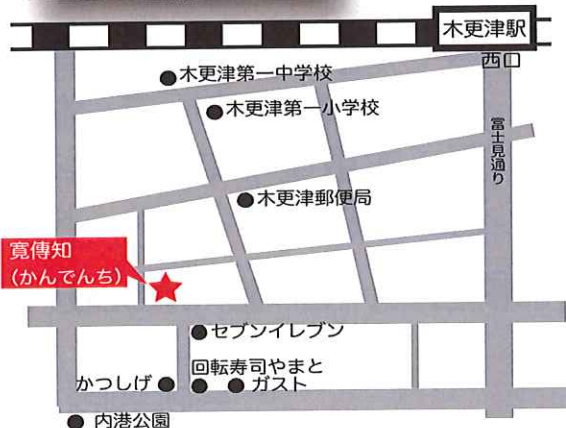 木更津駅
西口
木更津第一中学校
木更津第一小学校
富士見通り
木更津郵便局
寛傳知
(かんでんち)
セブンイレブン
回転寿司やまと
かつしげ
ガスト
内港公園